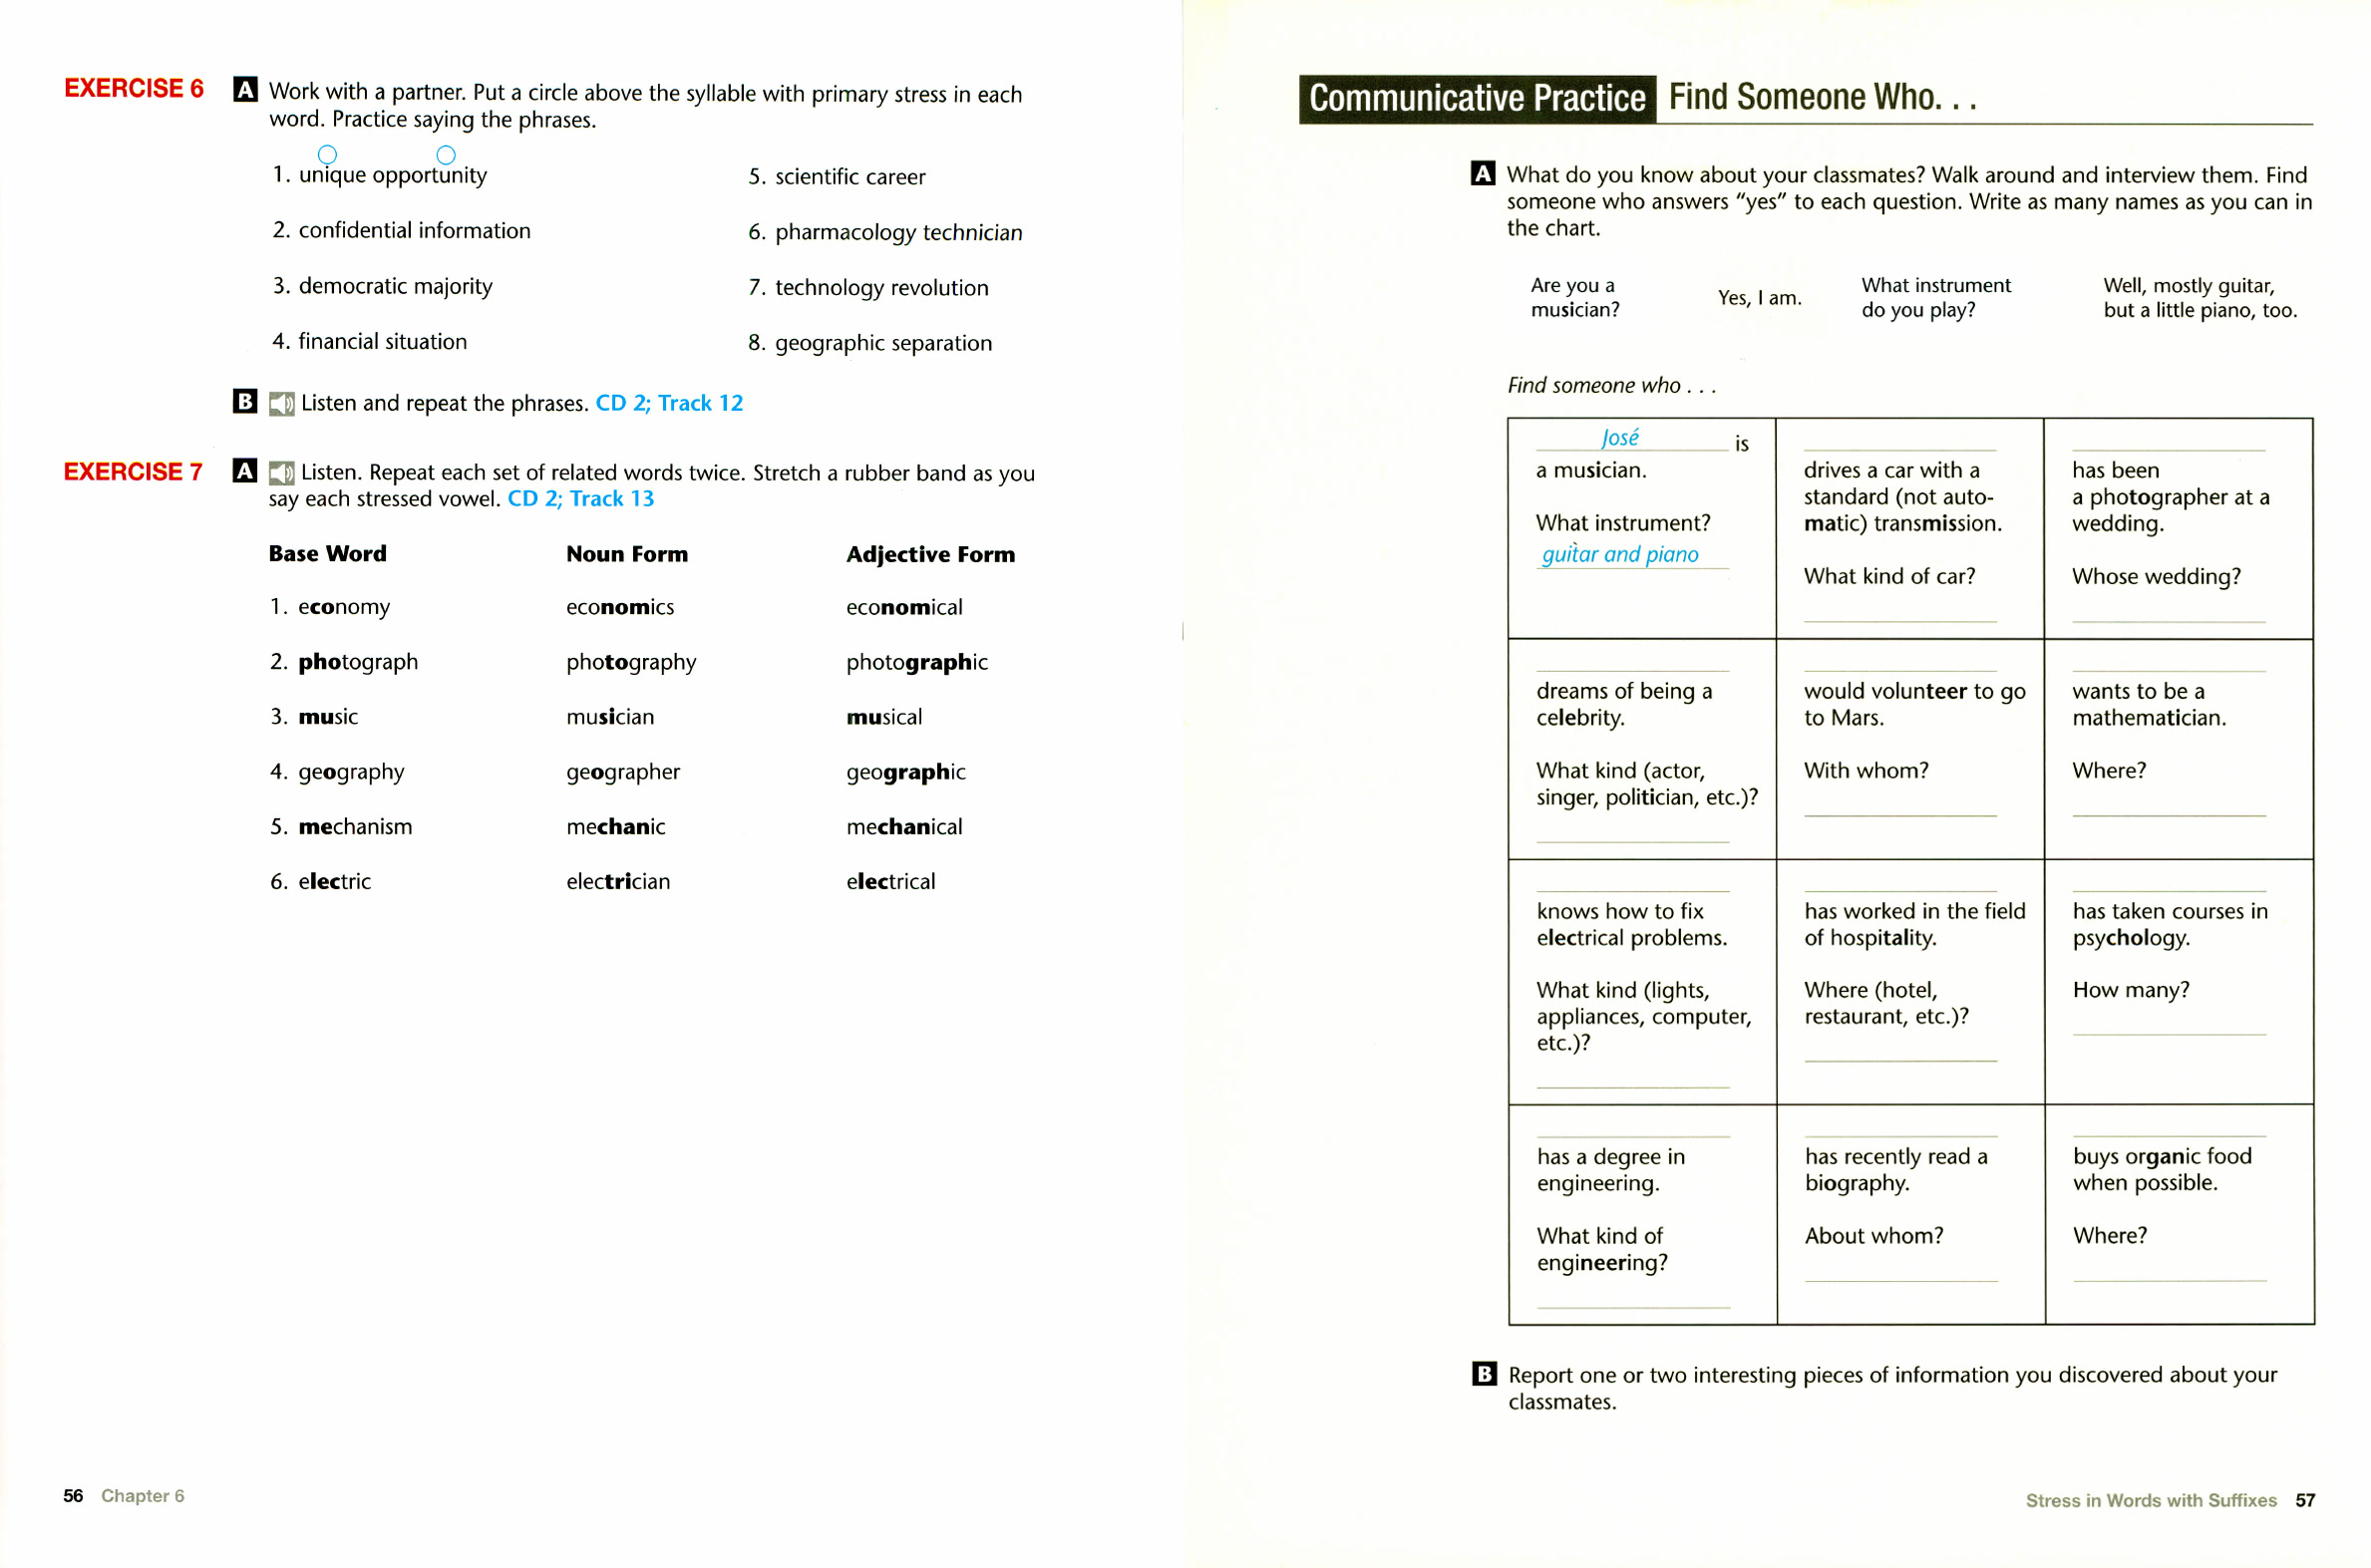 EXERCISE 6
A Work with a partner. Put a circle above the syllable with primary stress in each
word. Practice saying the phrases.
1. unique opportunity
2. confidential information
3. democratic majority
4. financial situation
5. scientific career
6. pharmacology technician
7. technology revolution
8. geographic separation
B Listen and repeat the phrases. CD 2; Track 12
EXERCISE 7
A Listen. Repeat each set of related words twice. Stretch a rubber band as you
say each stressed vowel. CD 2; Track 13
Base Word Noun Form Adjective Form
1. economy economics economical
2. photograph photography photographic
3. music musician musical
4. geography geographer geographic
5. mechanism mechanic mechanical
6. electric electrician electrical
56 Chapter 6
Communicative Practice Find Someone Who. . .
A What do you know about your classmates? Walk around and interview them. Find
someone who answers "yes" to each question. Write as many names as you can in
the chart.
Are you a
musician?
Yes, I am.
What instrument
do you play?
Well, mostly guitar,
but a little piano, too.
Find someone who . . .
José is
a musician.
What instrument?
guitar and piano
drives a car with a
standard (not auto-
matic) transmission.
What kind of car?
has been
a photographer at a
wedding.
Whose wedding?
dreams of being a
celebrity.
What kind (actor,
singer, politician, etc.)?
would volunteer to go
to Mars.
With whom?
wants to be a
mathematician.
Where?
knows how to fix
electrical problems.
What kind (lights,
appliances, computer,
etc.)?
has worked in the field
of hospitality.
Where (hotel,
restaurant, etc.)?
has taken courses in
psychology.
How many?
has a degree in
engineering.
What kind of
engineering?
has recently read a
biography.
About whom?
buys organic food
when possible.
Where?
B Report one or two interesting pieces of information you discovered about your
classmates.
Stress in Words with Suffixes 57